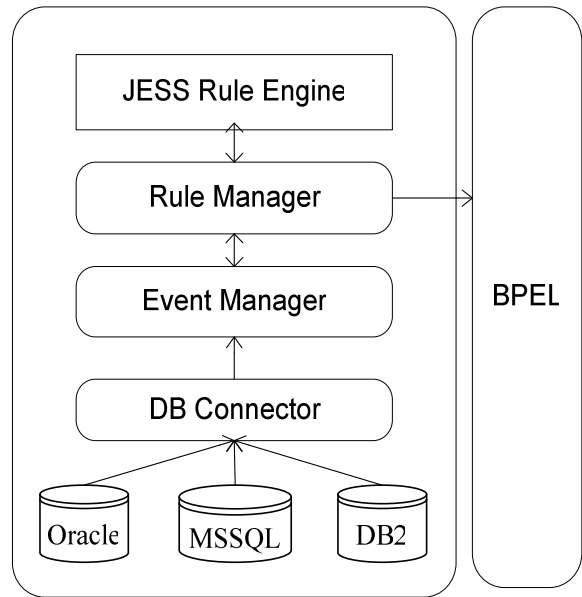 JESS Rule Engine
Rule Manager
Event Manager
BPEL
DB Connector
Oracle
MSSQL
DB2